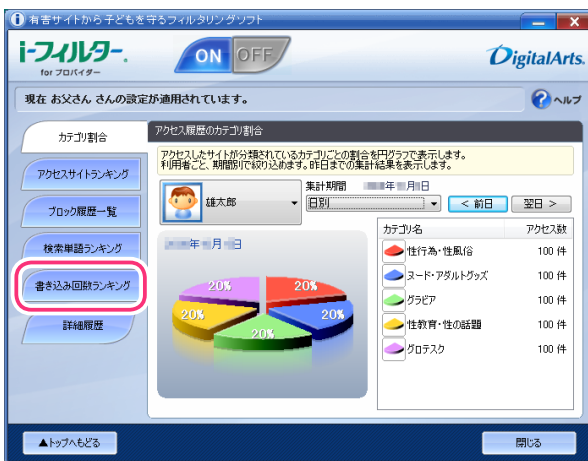 有害サイトから子どもを守るフィルタリングソフト
i-フィルター®
for プロバイダー
ON OFF
DigitalArts®
現在 お父さん さんの設定が適用されています。
ヘルプ
カテゴリ割合
アクセスサイトランキング
ブロック履歴一覧
検索単語ランキング
書き込み回数ランキング
詳細履歴
アクセス履歴のカテゴリ割合
アクセスしたサイトが分類されているカテゴリごとの割合を円グラフで表示します。
利用者ごと、期間別で絞り込めます。昨日までの集計結果を表示します。
雄太郎
集計期間 年 月 日
日別
< 前日
翌日 >
年 月 日
20%
20%
20%
20%
20%
カテゴリ名 アクセス数
性行為・性風俗 100 件
ヌード・アダルトグッズ 100 件
グラビア 100 件
性教育・性の話題 100 件
グロテスク 100 件
▲トップへもどる
閉じる